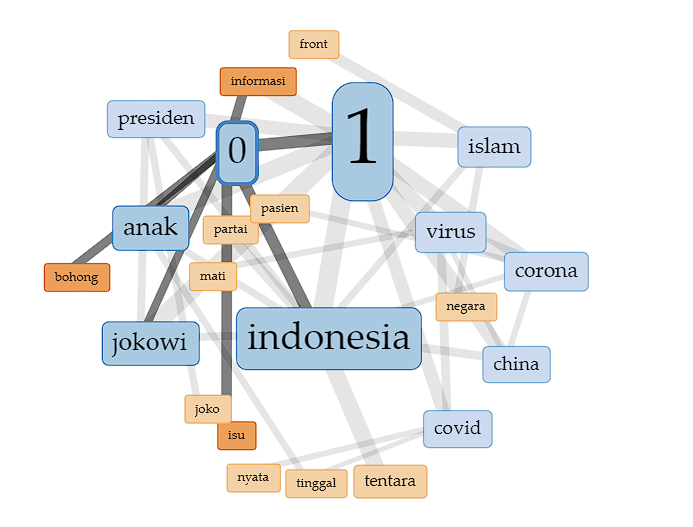 front
informasi
presiden
0
1
islam
pasien
anak
partai
virus
mati
bohong
corona
negara
jokowi
indonesia
china
joko
isu
covid
nyata
tinggal
tentara